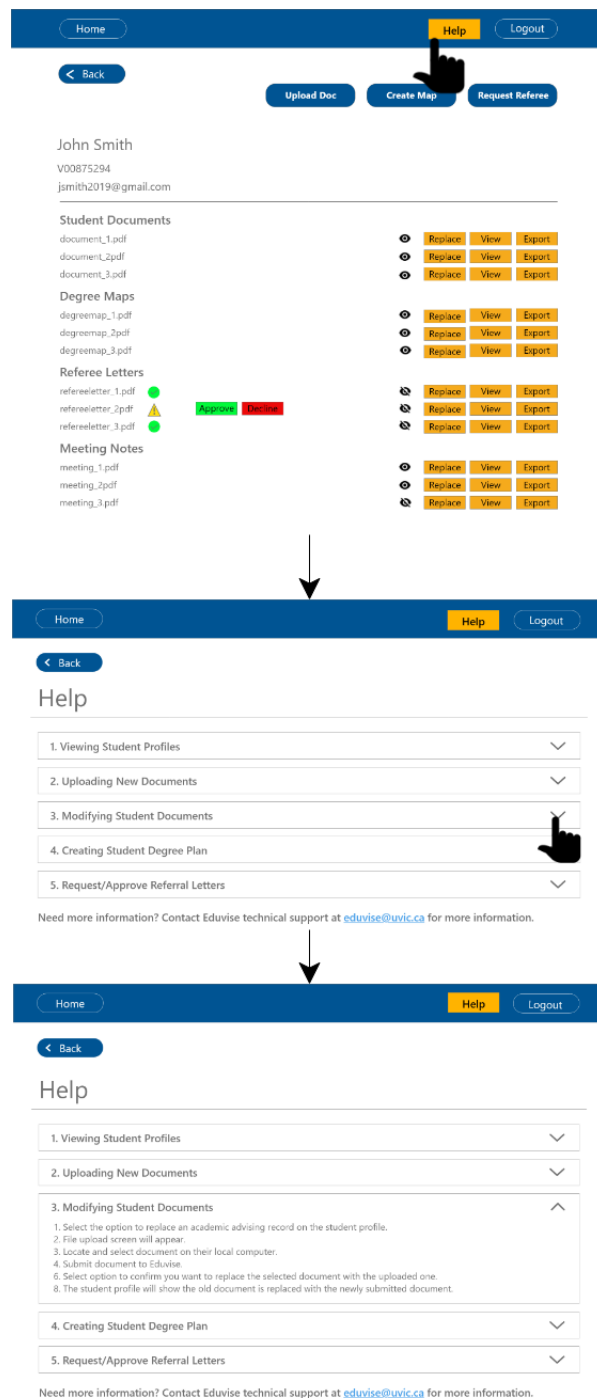 Home Help Logout
Back
Upload Doc Create Map Request Referee
John Smith
V00875294
jsmith2019@gmail.com
Student Documents
document_1.pdf Replace View Export
document_2pdf Replace View Export
document_3.pdf Replace View Export
Degree Maps
degreemap_1.pdf Replace View Export
degreemap_2pdf Replace View Export
degreemap_3.pdf Replace View Export
Referee Letters
refereeletter_1.pdf Replace View Export
refereeletter_2pdf Approve Decline Replace View Export
refereeletter_3.pdf Replace View Export
Meeting Notes
meeting_1.pdf Replace View Export
meeting_2pdf Replace View Export
meeting_3.pdf Replace View Export
Home Help Logout
Back
Help
1. Viewing Student Profiles
2. Uploading New Documents
3. Modifying Student Documents
4. Creating Student Degree Plan
5. Request/Approve Referral Letters
Need more information? Contact Eduvise technical support at eduvise@uvic.ca for more information.
Home Help Logout
Back
Help
1. Viewing Student Profiles
2. Uploading New Documents
3. Modifying Student Documents
1. Select the option to replace an academic advising record on the student profile.
2. File upload screen will appear.
3. Locate and select document on their local computer.
4. Submit document to Eduvise.
6. Select option to confirm you want to replace the selected document with the uploaded one.
8. The student profile will show the old document is replaced with the newly submitted document.
4. Creating Student Degree Plan
5. Request/Approve Referral Letters
Need more information? Contact Eduvise technical support at eduvise@uvic.ca for more information.